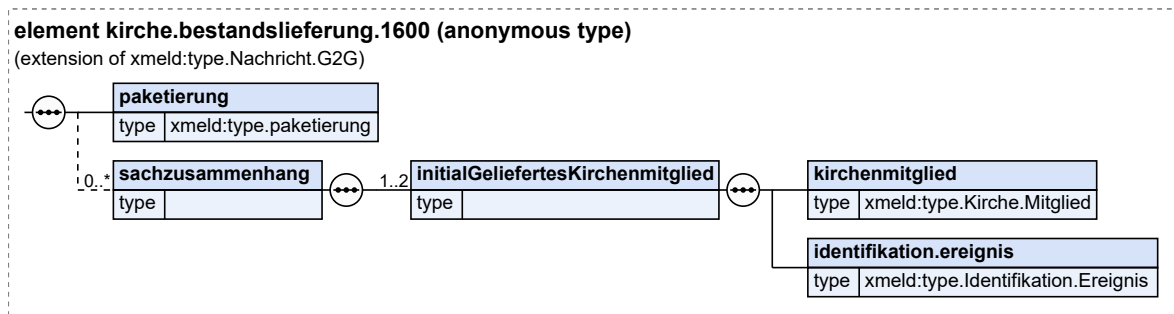 element kirche.bestandslieferung.1600 (anonymous type)
(extension of xmeld:type.Nachricht.G2G)
paketierung
type xmeld:type.paketierung
0..* sachzusammenhang
type
1..2 initialGeliefertesKirchenmitglied
type
kirchenmitglied
type xmeld:type.Kirche.Mitglied
identifikation.ereignis
type xmeld:type.Identifikation.Ereignis